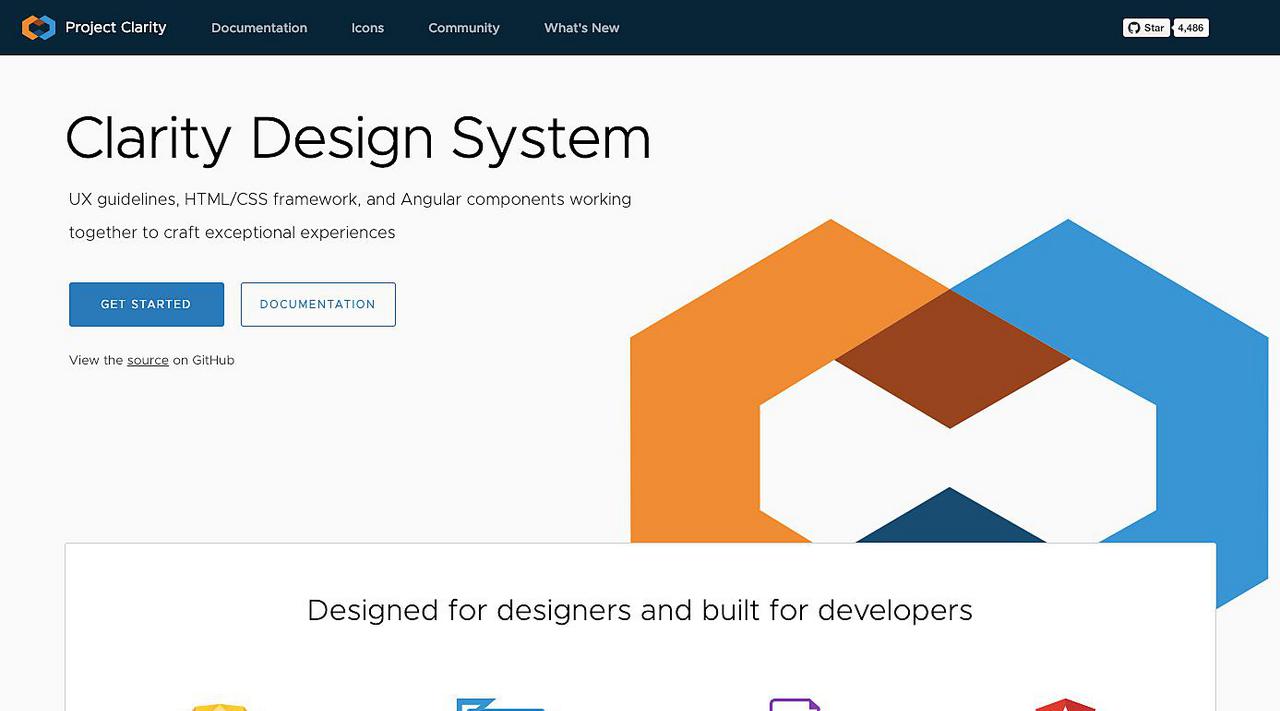 Project Clarity
Documentation
Icons
Community
What's New
Star
4,486
Clarity Design System
UX guidelines, HTML/CSS framework, and Angular components working
together to craft exceptional experiences
GET STARTED
DOCUMENTATION
View the source on GitHub
Designed for designers and built for developers